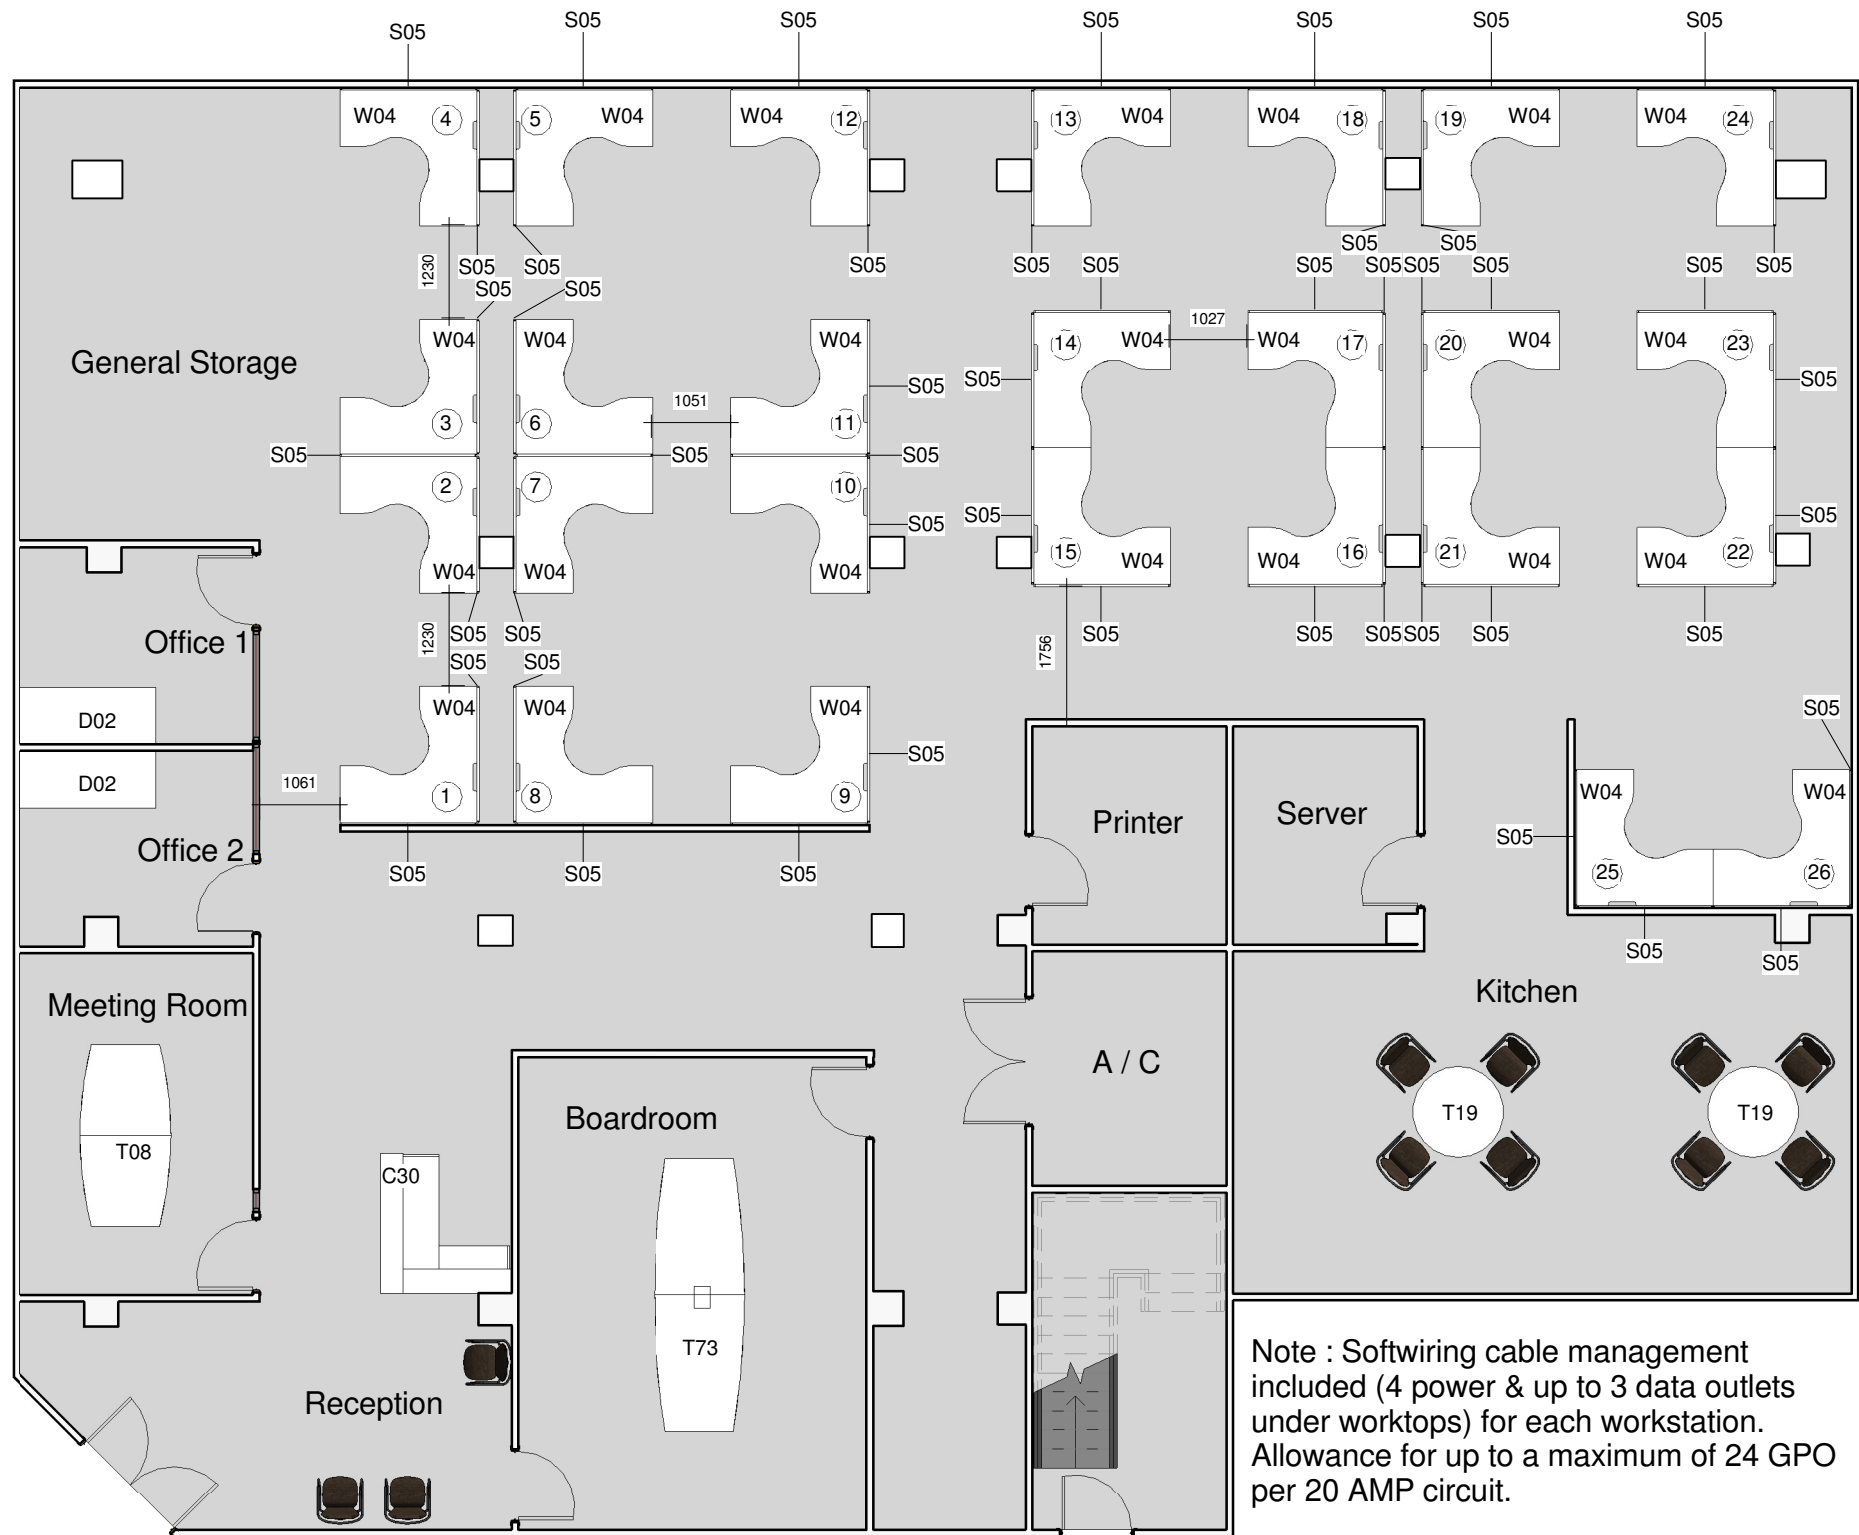 S05
S05 S05 S05 S05 S05 S05
W04 4 5 W04 W04 12 13 W04 W04 18 19 W04 W04 24
S05 S05
S05 S05 S05 S05 S05 S05 S05 S05 S05 S05 S05
1230
S05 S05
1027
W04 W04 W04 14 W04 W04 17 20 W04 W04 23
General Storage
S05 S05 S05
1051
3 6 11
S05 S05 S05
2 7 10
S05 S05 S05
15 W04 W04 16 21 W04 W04 22
W04 W04 W04
S05 S05 S05 S05 S05 S05 S05 S05
Office 1
1230
1756
S05 S05
W04 W04 W04
S05
D02
S05
D02
1061
W04 W04
1 8 9
Printer Server
S05
Office 2
S05 S05 S05
25 26
S05
S05
Meeting Room
Kitchen
A / C
Boardroom
T19 T19
T08
C30
T73
Reception
Note : Softwiring cable management
included (4 power & up to 3 data outlets
under worktops) for each workstation.
Allowance for up to a maximum of 24 GPO
per 20 AMP circuit.